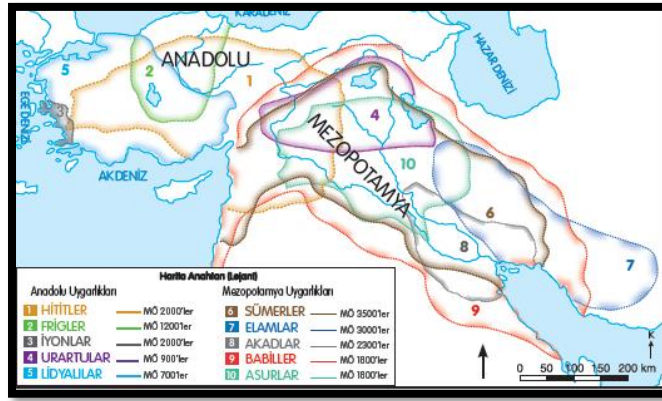 KARADENİZ
ANADOLU
HAZAR DENİZİ
5
2
1
EGE DENİZİ
3
4
MEZOPOTAMYA
10
AKDENİZ
6
8
7
9
K
0 50 100 200 km
Harita Anahtarı (Lejant)
Anadolu Uygarlıkları
1 HİTİTLER MÖ 2000'ler
2 FRİGLER MÖ 1200'ler
3 İYONLAR MÖ 2000'ler
4 URARTULAR MÖ 900'ler
5 LİDYALILAR MÖ 700'ler
Mezopotamya Uygarlıkları
6 SÜMERLER MÖ 3500'ler
7 ELAMLAR MÖ 3000'ler
8 AKADLAR MÖ 2300'ler
9 BABİLLER MÖ 1800'ler
10 ASURLAR MÖ 1800'ler